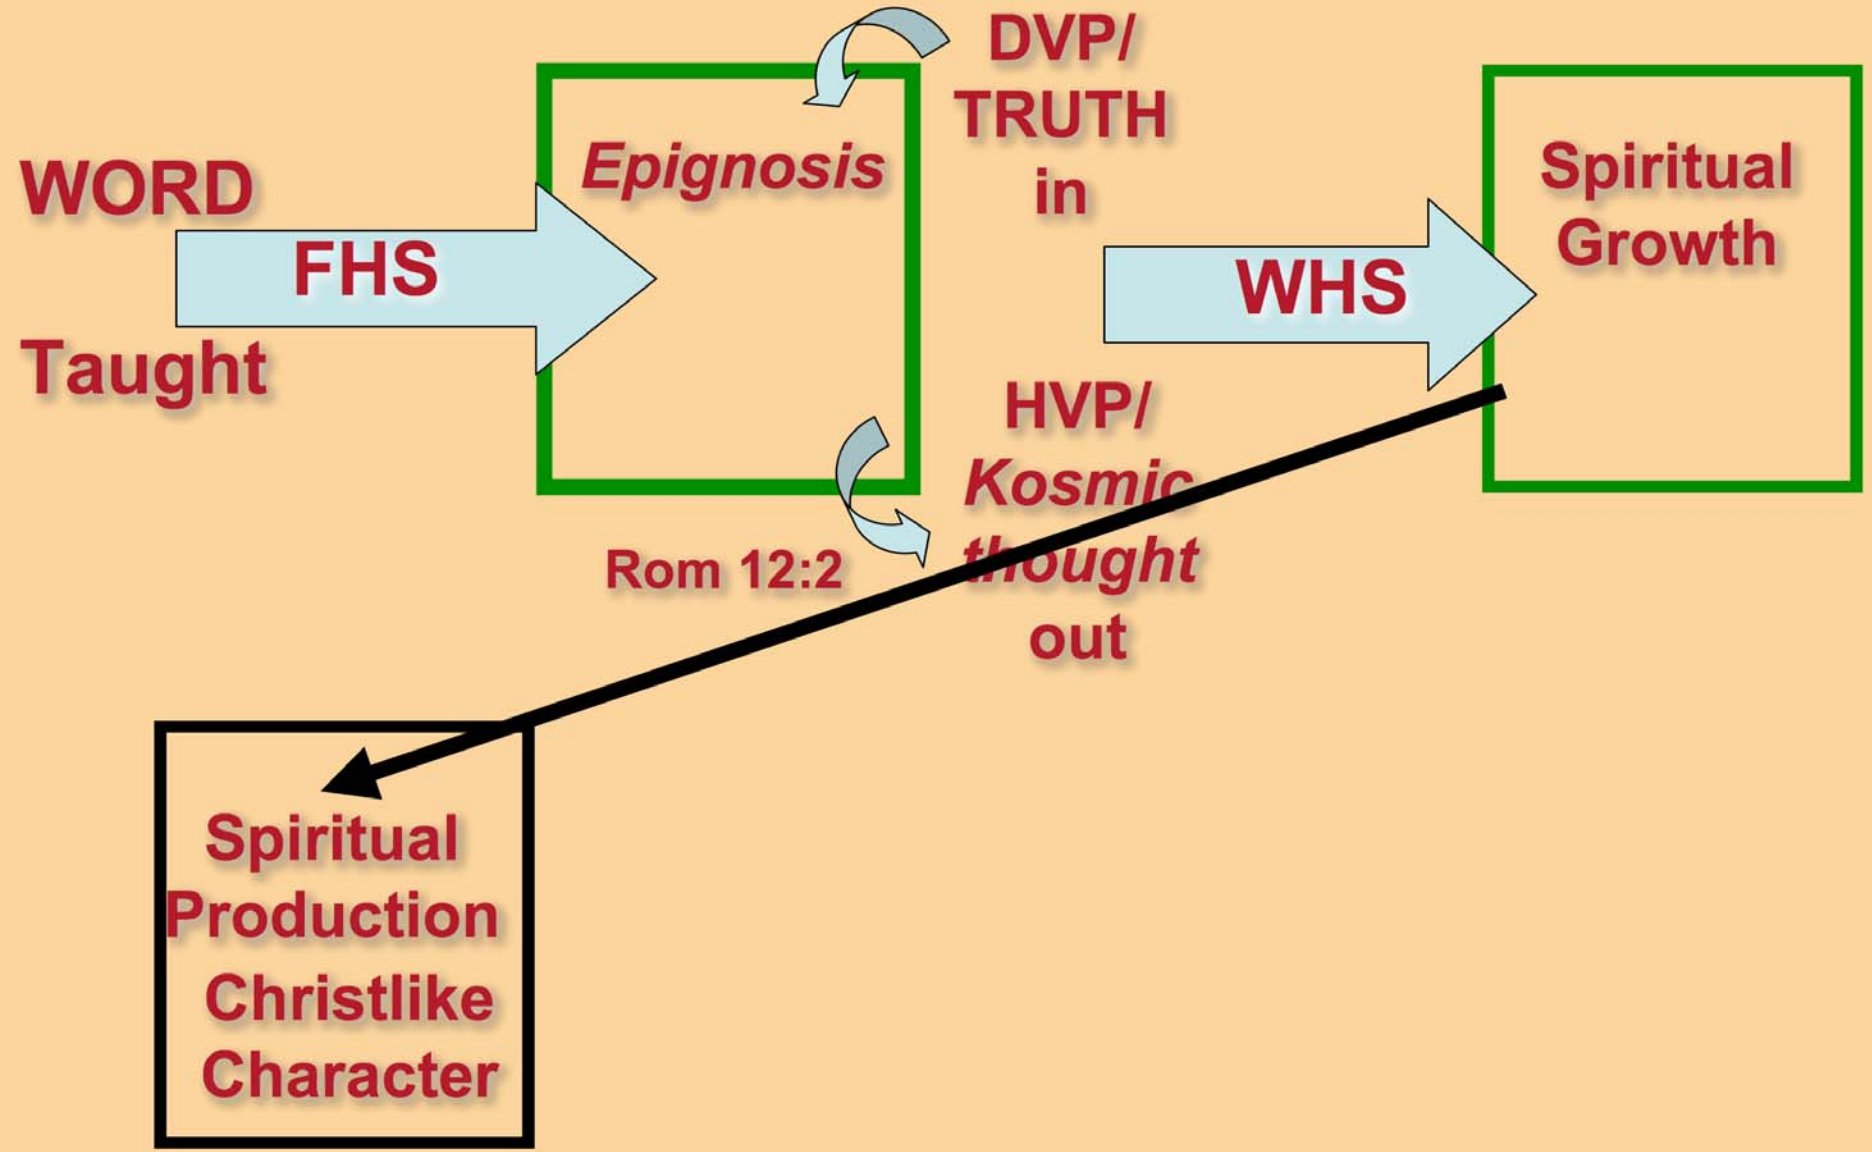 WORD
Taught
FHS
Epignosis
DVP/
TRUTH
in
HVP/
Kosmic
thought
out
Rom 12:2
WHS
Spiritual
Growth
Spiritual
Production
Christlike
Character